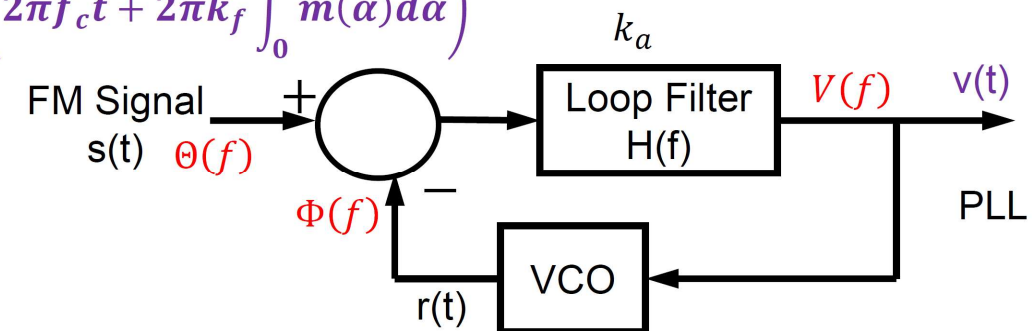 2πf_c t + 2πk_f ∫_0 m(α)dα)
k_a
FM Signal
s(t)
Θ(f)
+
−
Loop Filter
H(f)
V(f)
v(t)
Φ(f)
PLL
VCO
r(t)